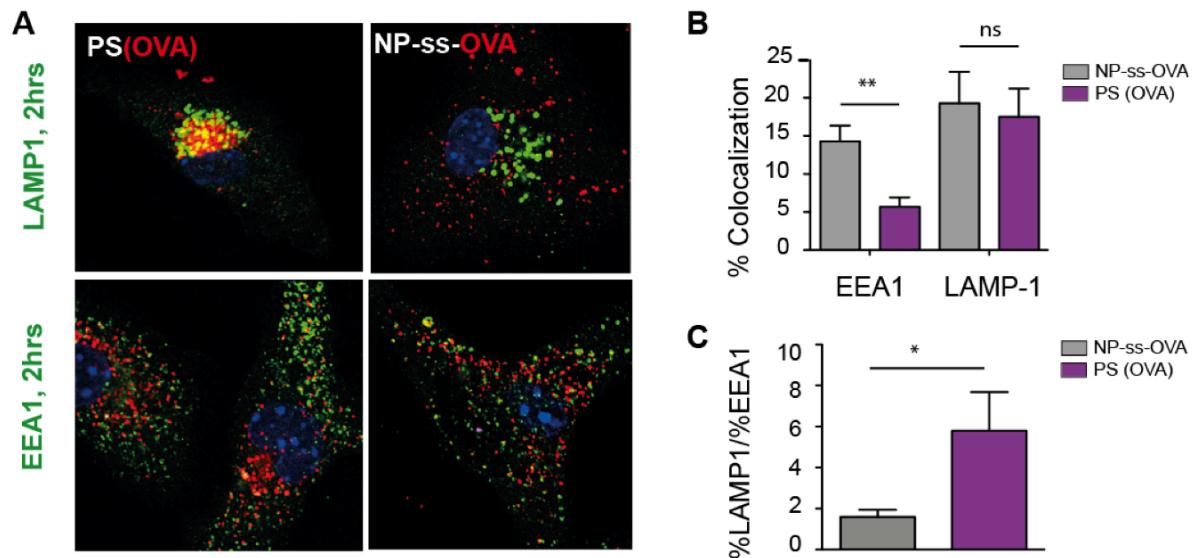 A
PS(OVA)
NP-ss-OVA
LAMP1, 2hrs
EEA1, 2hrs
B
ns
**
25
20
15
10
5
0
% Colocalization
EEA1 LAMP-1
NP-ss-OVA
PS (OVA)
C
*
10
8
6
4
2
0
%LAMP1/%EEA1
NP-ss-OVA
PS (OVA)